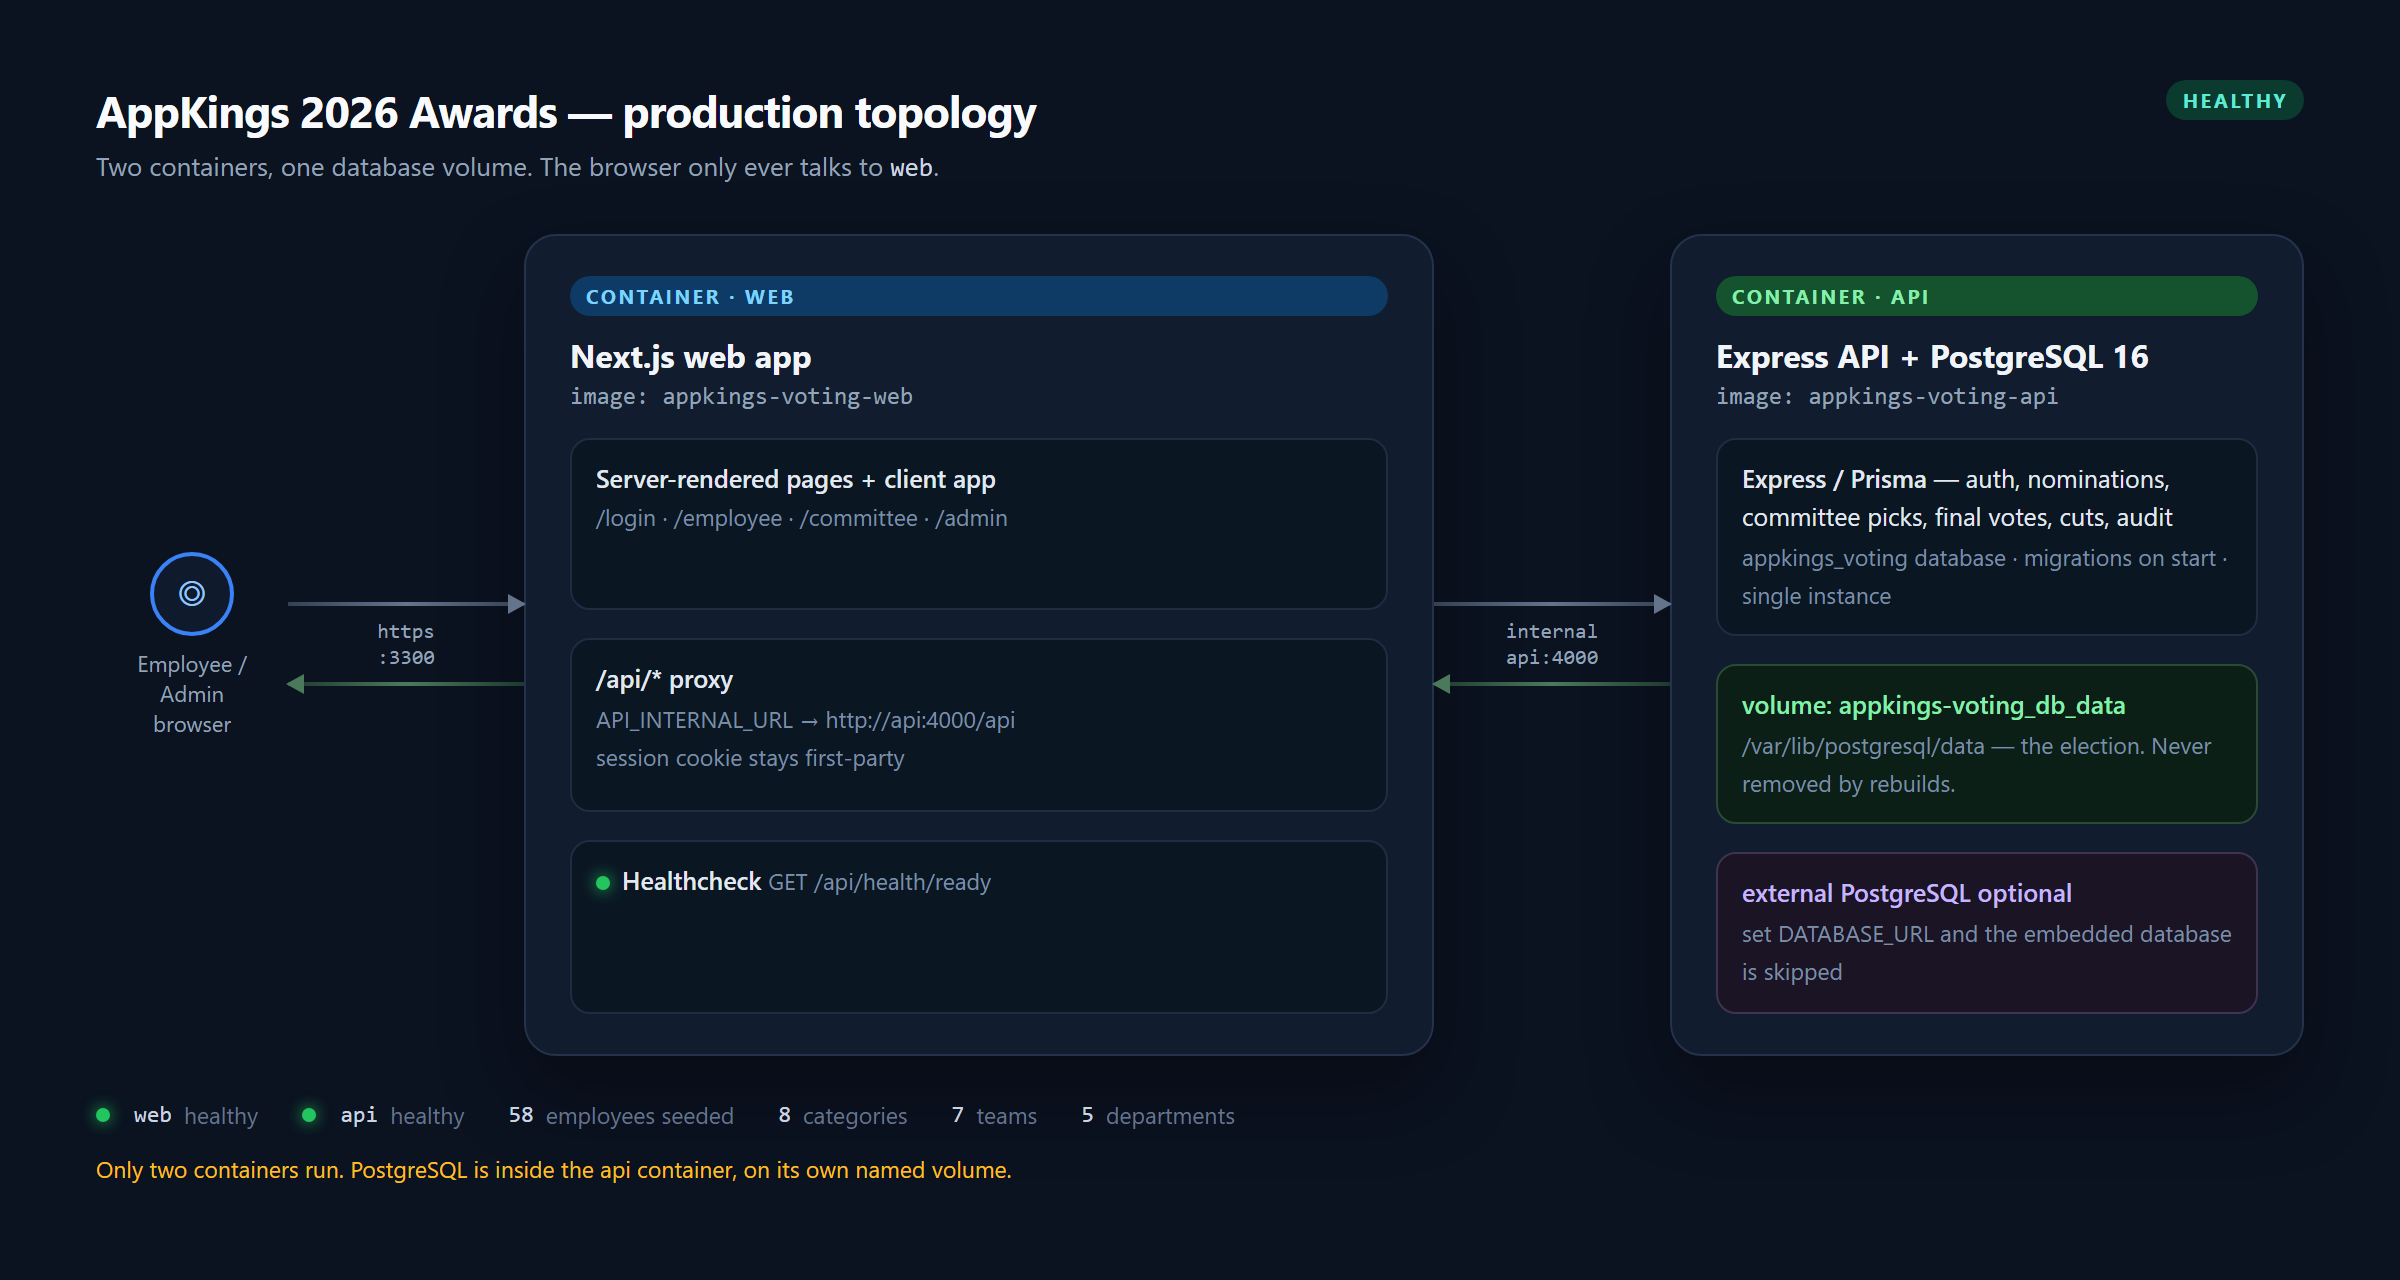 AppKings 2026 Awards — production topology
HEALTHY
Two containers, one database volume. The browser only ever talks to web.
Employee /
Admin
browser
https
:3300
CONTAINER · WEB
Next.js web app
image: appkings-voting-web
Server-rendered pages + client app
/login · /employee · /committee · /admin
/api/* proxy
API_INTERNAL_URL → http://api:4000/api
session cookie stays first-party
Healthcheck GET /api/health/ready
internal
api:4000
CONTAINER · API
Express API + PostgreSQL 16
image: appkings-voting-api
Express / Prisma — auth, nominations,
committee picks, final votes, cuts, audit
appkings_voting database · migrations on start ·
single instance
volume: appkings-voting_db_data
/var/lib/postgresql/data — the election. Never
removed by rebuilds.
external PostgreSQL optional
set DATABASE_URL and the embedded database
is skipped
web healthy api healthy 58 employees seeded 8 categories 7 teams 5 departments
Only two containers run. PostgreSQL is inside the api container, on its own named volume.